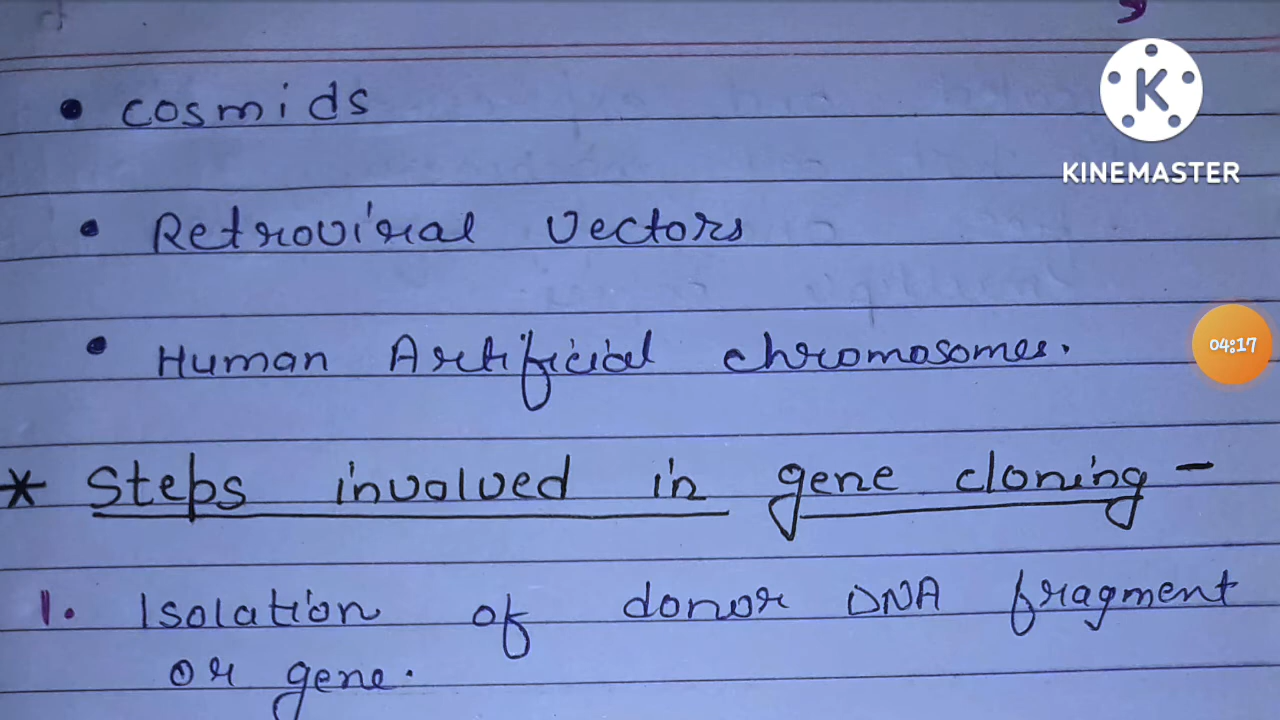 • Cosmids
K
KINEMASTER
• Retroviral Vectors
• Human Artificial chromosomes.
04:17
* Steps involved in gene cloning -
1. Isolation of donor DNA fragment
or gene.